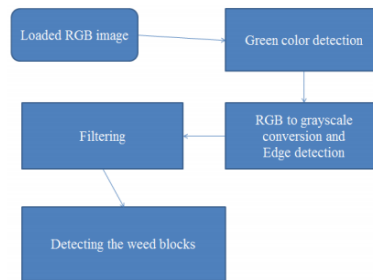 Loaded RGB image
Green color detection
RGB to grayscale
conversion and
Edge detection
Filtering
Detecting the weed blocks